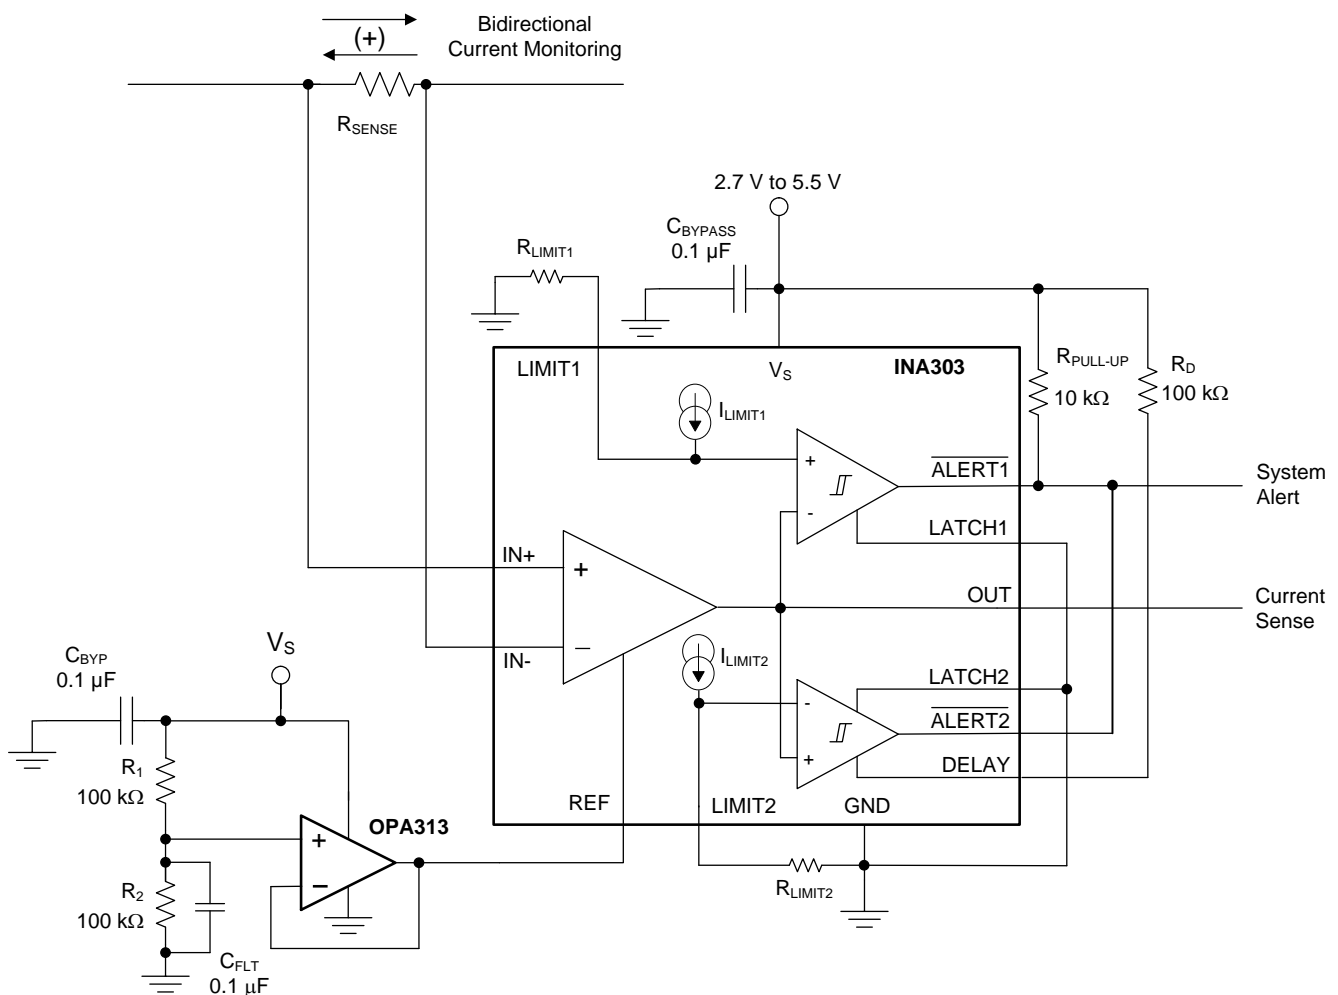 (+)
Bidirectional
Current Monitoring
RSENSE
2.7 V to 5.5 V
CBYPASS
0.1 µF
RLIMIT1
LIMIT1
VS
INA303
RPULL-UP
10 kΩ
RD
100 kΩ
ILIMIT1
+
-
ALERT1
System
Alert
LATCH1
IN+
+
OUT
Current
Sense
IN-
−
ILIMIT2
LATCH2
-
ALERT2
+
DELAY
REF
LIMIT2
GND
RLIMIT2
CBYP
0.1 µF
VS
R1
100 kΩ
OPA313
+
−
R2
100 kΩ
CFLT
0.1 µF